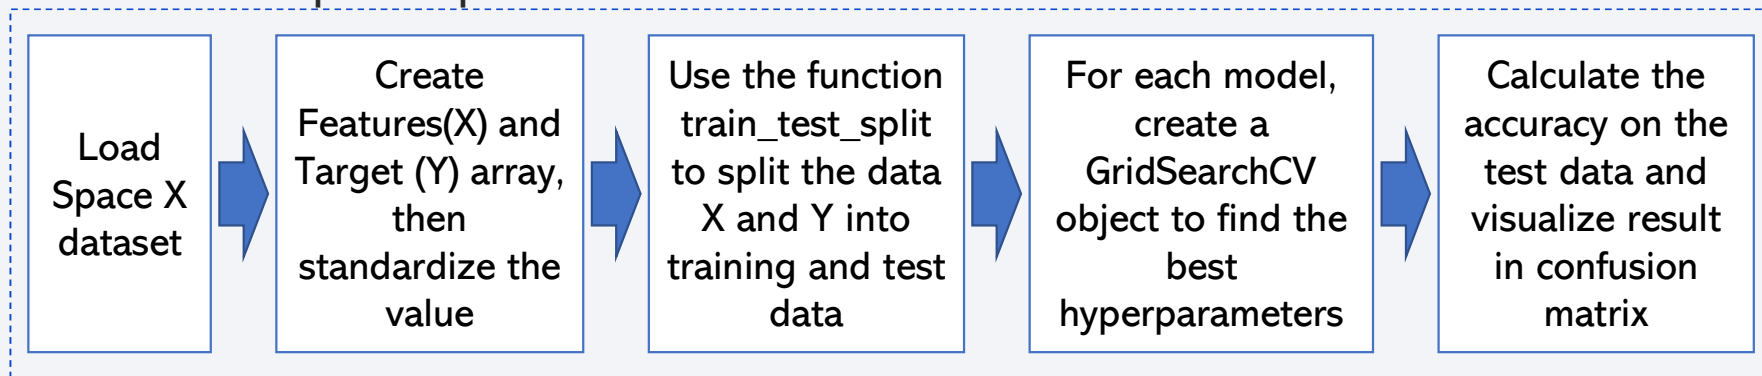 Load
Space X
dataset
Create
Features(X) and
Target (Y) array,
then
standardize the
value
Use the function
train_test_split
to split the data
X and Y into
training and test
data
For each model,
create a
GridSearchCV
object to find the
best
hyperparameters
Calculate the
accuracy on the
test data and
visualize result
in confusion
matrix